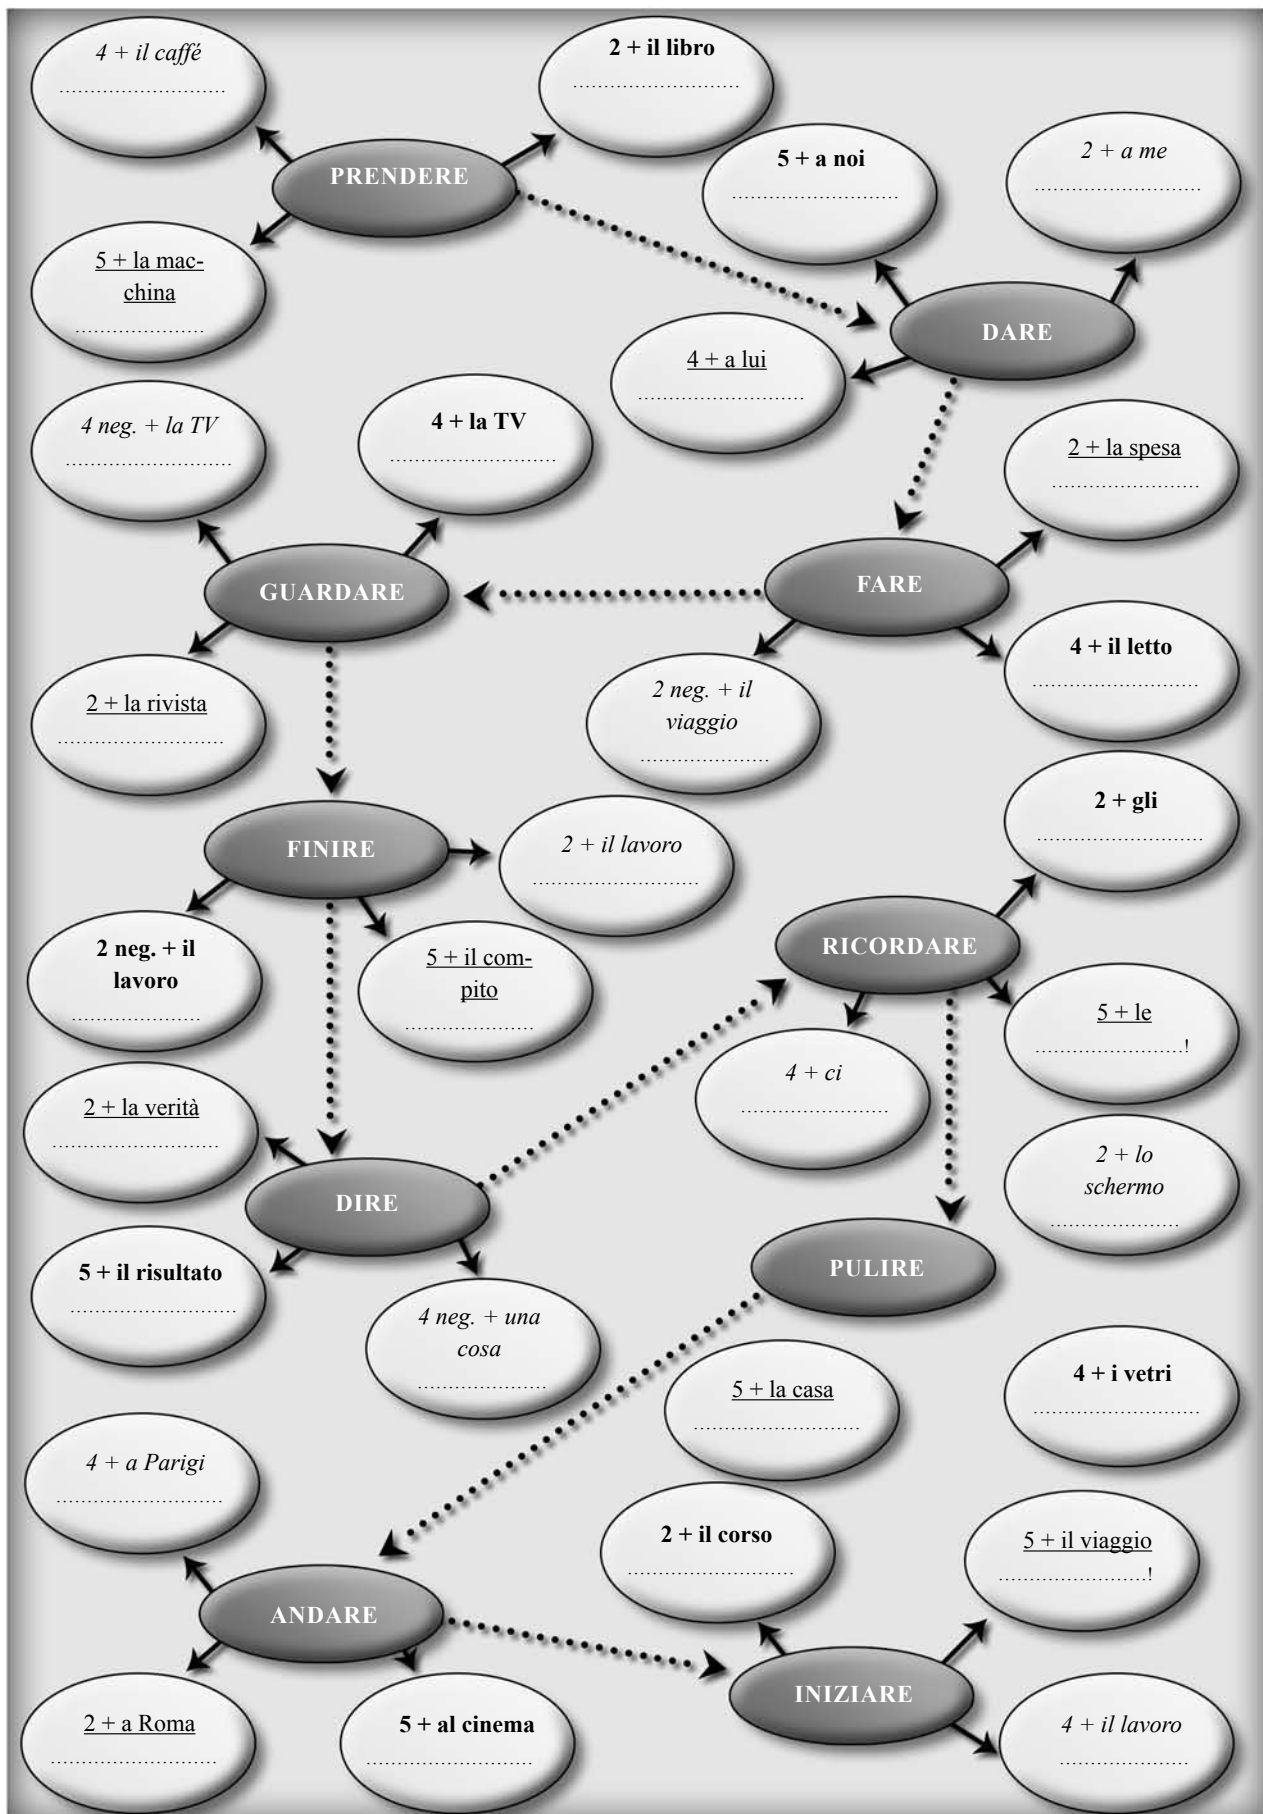 4 + il caffé
...........................
2 + il libro
...........................
PRENDERE
5 + a noi
...........................
2 + a me
...........................
5 + la mac-
china
.....................
DARE
4 + a lui
...........................
4 neg. + la TV
...........................
4 + la TV
...........................
2 + la spesa
........................
GUARDARE
FARE
4 + il letto
...........................
2 + la rivista
...........................
2 neg. + il
viaggio
.....................
2 + gli
...........................
FINIRE
2 + il lavoro
...........................
2 neg. + il
lavoro
.....................
5 + il com-
pito
.....................
RICORDARE
5 + le
........................!
4 + ci
........................
2 + la verità
...........................
2 + lo
schermo
.....................
DIRE
5 + il risultato
...........................
PULIRE
4 neg. + una
cosa
.....................
5 + la casa
...........................
4 + i vetri
...........................
4 + a Parigi
...........................
2 + il corso
...........................
5 + il viaggio
........................!
ANDARE
INIZIARE
2 + a Roma
...........................
5 + al cinema
...........................
4 + il lavoro
.....................